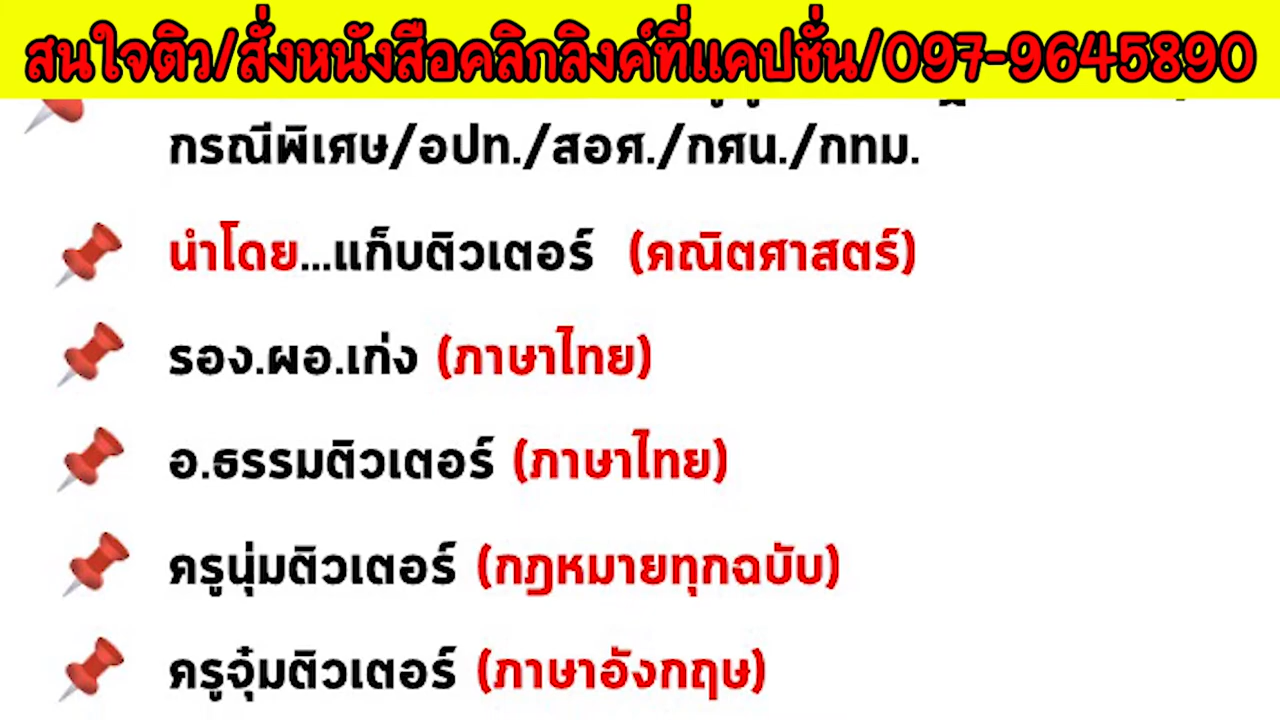 สนใจติว/สั่งหนังสือคลิกลิงค์ที่แคปชั่น/097-9645890
กรณีพิเศษ/อปท./สอศ./กศน./กทม.
นำโดย...แก็บติวเตอร์ (คณิตศาสตร์)
รอง.ผอ.เก่ง (ภาษาไทย)
อ.ธรรมติวเตอร์ (ภาษาไทย)
ครูนุ่มติวเตอร์ (กฎหมายทุกฉบับ)
ครูจุ๋มติวเตอร์ (ภาษาอังกฤษ)